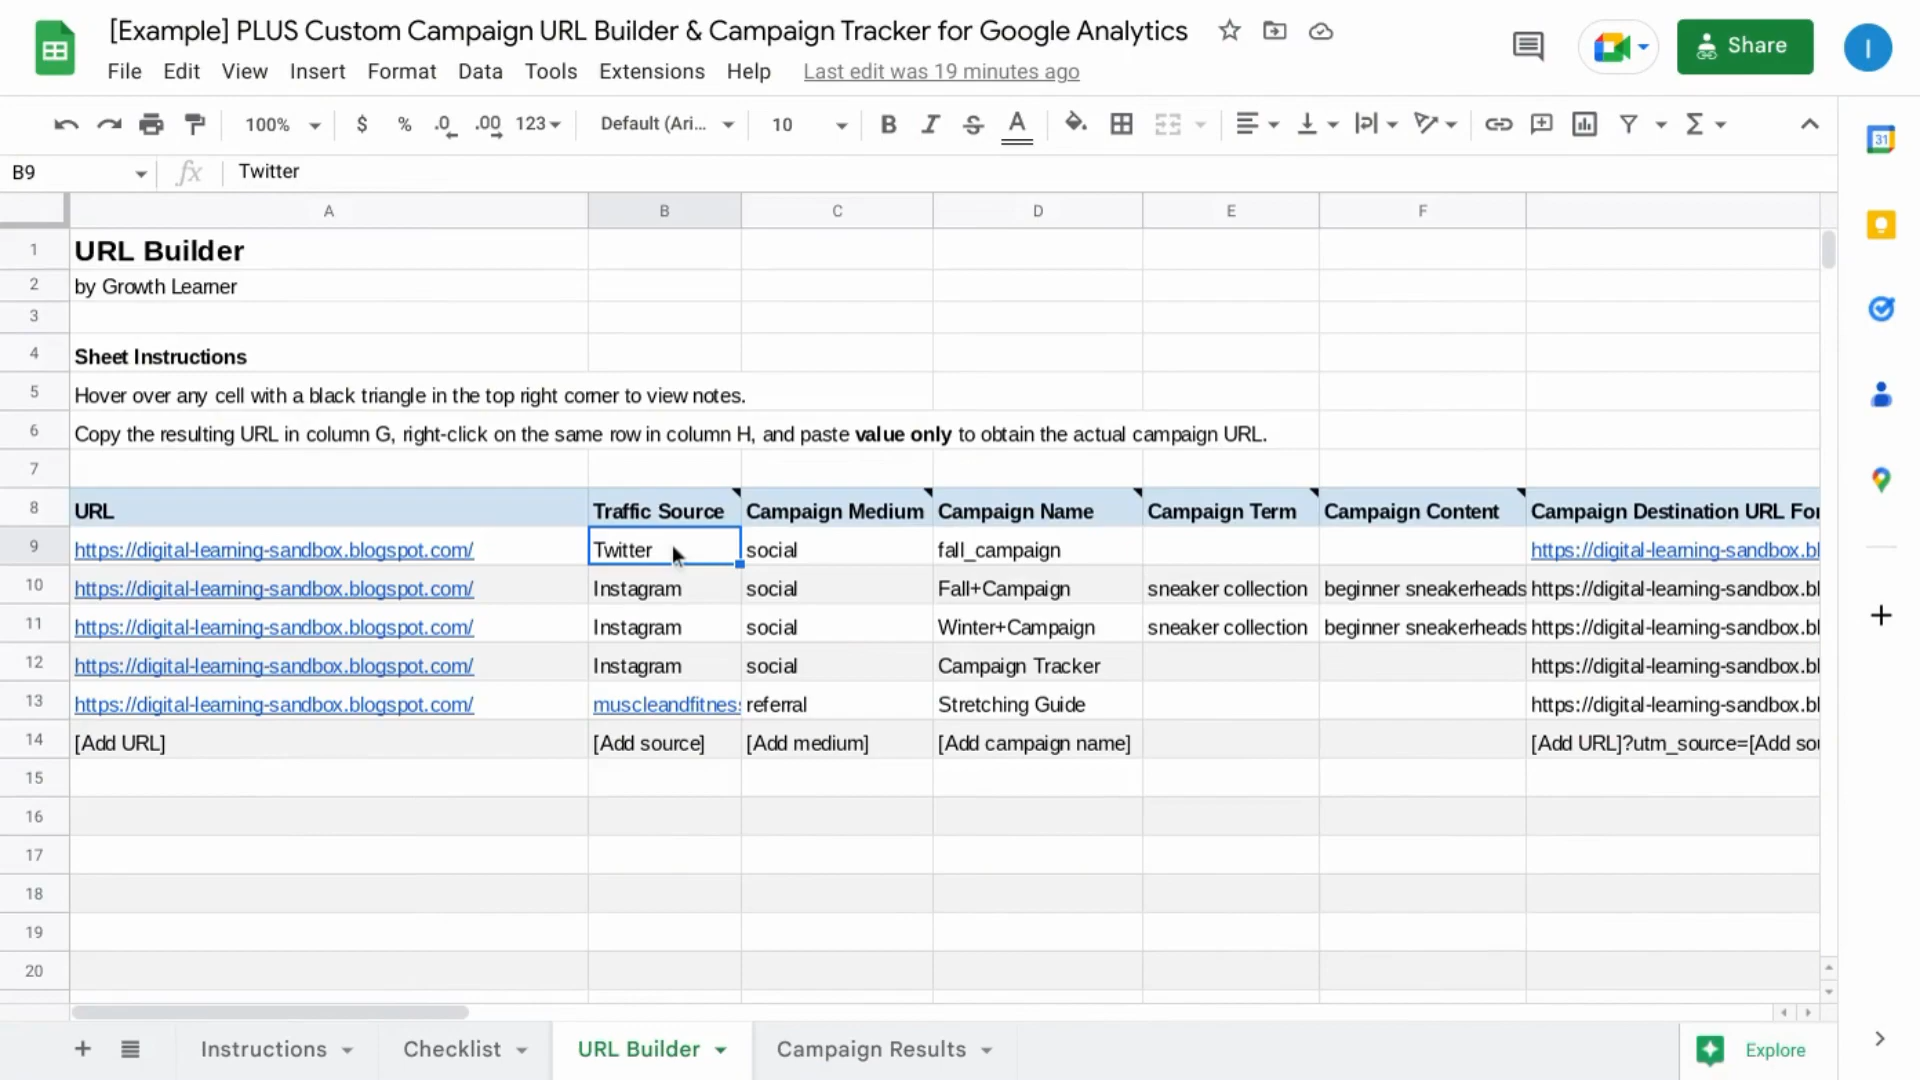 [Example] PLUS Custom Campaign URL Builder & Campaign Tracker for Google Analytics
File Edit View Insert Format Data Tools Extensions Help Last edit was 19 minutes ago
Share
I
100% $ % .0 .00 123 Default (Ari... 10 B I S A Σ
31
B9 fx Twitter
A B C D E F
1 URL Builder
2 by Growth Learner
3
4 Sheet Instructions
5 Hover over any cell with a black triangle in the top right corner to view notes.
6 Copy the resulting URL in column G, right-click on the same row in column H, and paste value only to obtain the actual campaign URL.
7
8 URL Traffic Source Campaign Medium Campaign Name Campaign Term Campaign Content Campaign Destination URL For
9 https://digital-learning-sandbox.blogspot.com/ Twitter social fall_campaign https://digital-learning-sandbox.bl
10 https://digital-learning-sandbox.blogspot.com/ Instagram social Fall+Campaign sneaker collection beginner sneakerheads https://digital-learning-sandbox.bl
11 https://digital-learning-sandbox.blogspot.com/ Instagram social Winter+Campaign sneaker collection beginner sneakerheads https://digital-learning-sandbox.bl
12 https://digital-learning-sandbox.blogspot.com/ Instagram social Campaign Tracker https://digital-learning-sandbox.bl
13 https://digital-learning-sandbox.blogspot.com/ muscleandfitness referral Stretching Guide https://digital-learning-sandbox.bl
14 [Add URL] [Add source] [Add medium] [Add campaign name] [Add URL]?utm_source=[Add sou
15
16
17
18
19
20
Instructions Checklist URL Builder Campaign Results Explore